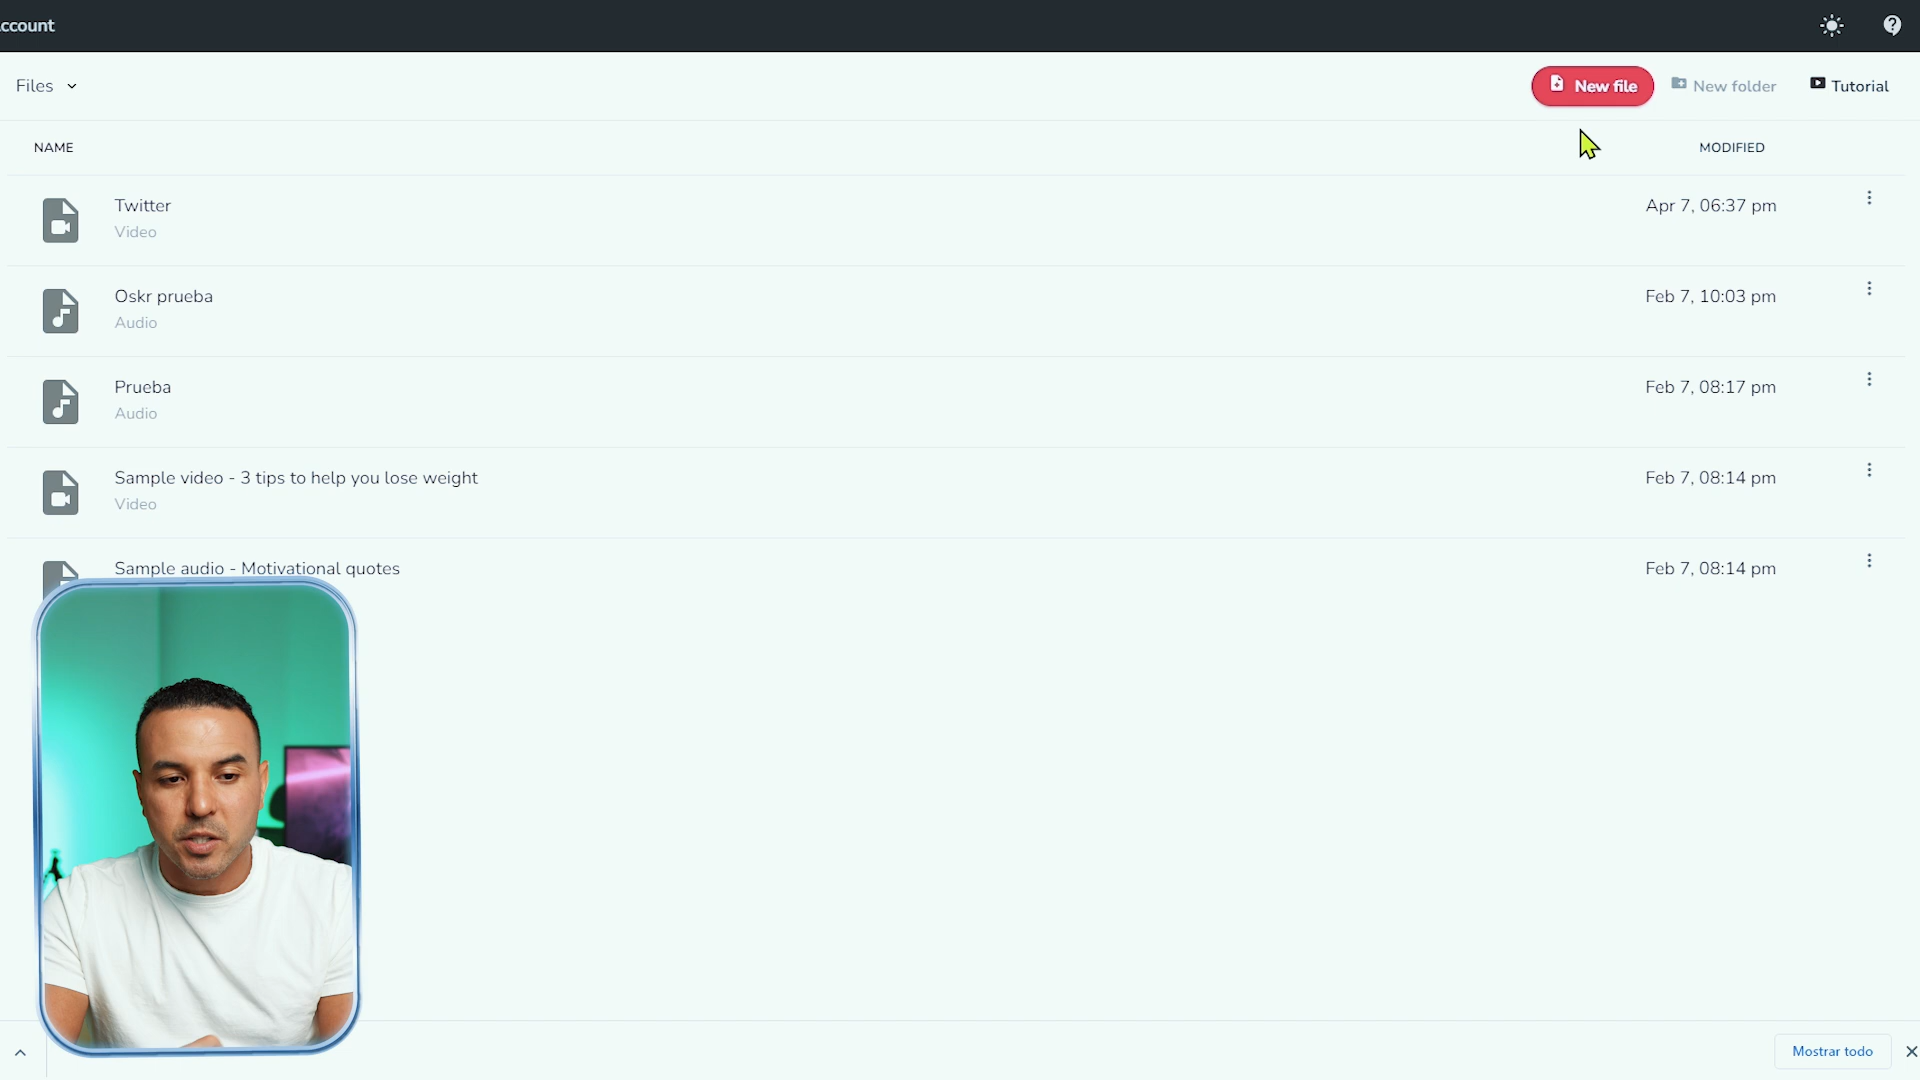 ccount
Files
New file
New folder
Tutorial
NAME
MODIFIED
Twitter
Video
Apr 7, 06:37 pm
Oskr prueba
Audio
Feb 7, 10:03 pm
Prueba
Audio
Feb 7, 08:17 pm
Sample video - 3 tips to help you lose weight
Video
Feb 7, 08:14 pm
Sample audio - Motivational quotes
Feb 7, 08:14 pm
Mostrar todo